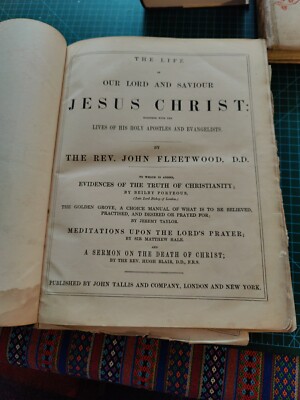 THE LIFE
OF
OUR LORD AND SAVIOUR
JESUS CHRIST:
TOGETHER WITH THE
LIVES OF HIS HOLY APOSTLES AND EVANGELISTS.
BY
THE REV. JOHN FLEETWOOD, D.D.
TO WHICH IS ADDED,
EVIDENCES OF THE TRUTH OF CHRISTIANITY;
BY BEILBY PORTEOUS,
(late Lord Bishop of London.)
THE GOLDEN GROVE, A CHOICE MANUAL OF WHAT IS TO BE BELIEVED,
PRACTISED, AND DESIRED OR PRAYED FOR;
BY JEREMY TAYLOR.
MEDITATIONS UPON THE LORD'S PRAYER;
BY SIR MATTHEW HALE.
AND
A SERMON ON THE DEATH OF CHRIST;
BY THE REV. HUGH BLAIR, D.D., F.R.S.
PUBLISHED BY JOHN TALLIS AND COMPANY, LONDON AND NEW YORK.